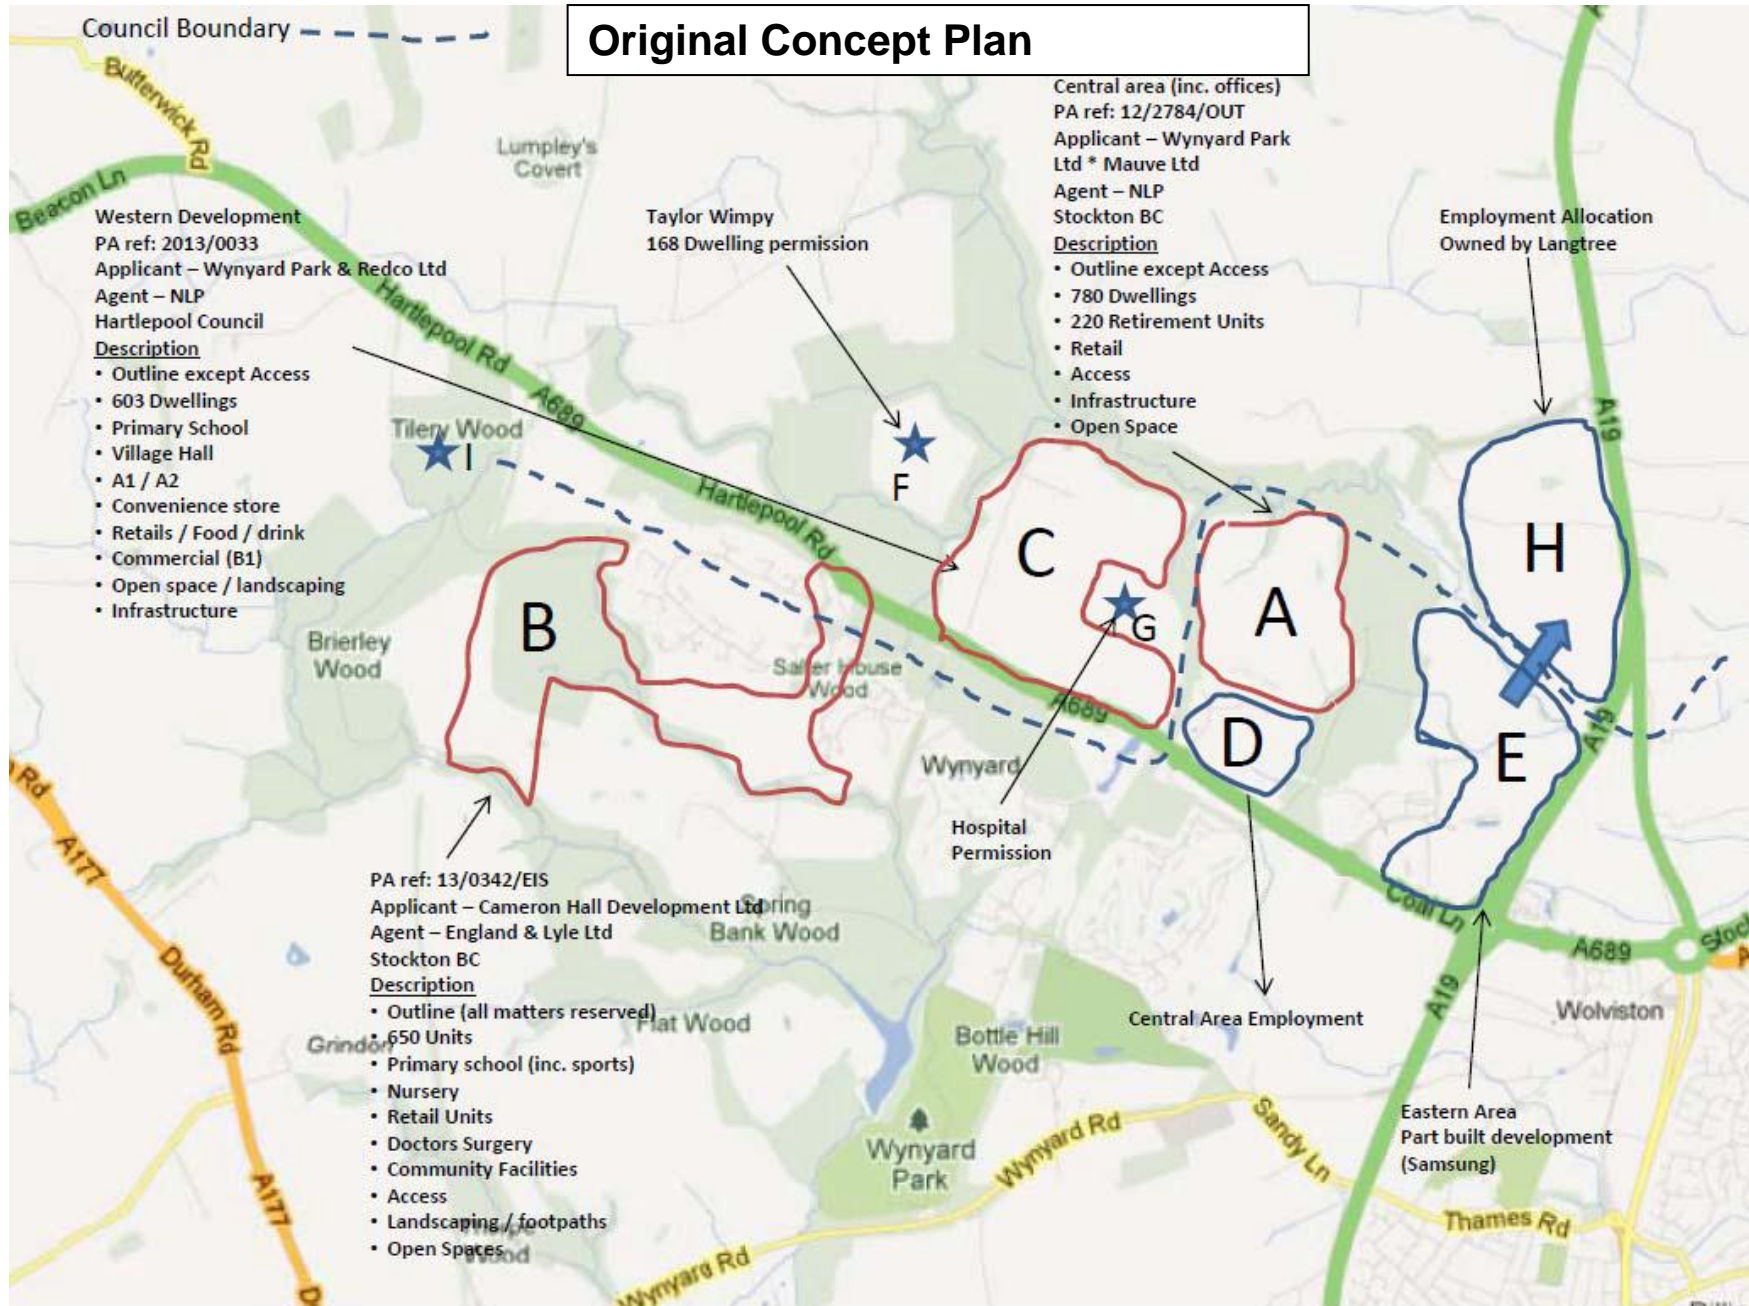 Council Boundary
Original Concept Plan
Butterwick Rd
Beacon Ln
Lumpley's
Covert
Central area (inc. offices)
PA ref: 12/2784/OUT
Applicant – Wynyard Park
Ltd * Mauve Ltd
Agent – NLP
Stockton BC
Description
• Outline except Access
• 780 Dwellings
• 220 Retirement Units
• Retail
• Access
• Infrastructure
• Open Space
Western Development
PA ref: 2013/0033
Applicant – Wynyard Park & Redco Ltd
Agent – NLP
Hartlepool Council
Description
• Outline except Access
• 603 Dwellings
• Primary School
• Village Hall
• A1 / A2
• Convenience store
• Retails / Food / drink
• Commercial (B1)
• Open space / landscaping
• Infrastructure
Taylor Wimpy
168 Dwelling permission
Employment Allocation
Owned by Langtree
Hartlepool Rd
A689
A19
Tilery Wood
I
F
Hartlepool Rd
C
G
A
H
B
Brierley
Wood
Salter House
Wood
A689
D
E
A19
Wynyard
Hospital
Permission
Rd
A177
Durham Rd
A177
PA ref: 13/0342/EIS
Applicant – Cameron Hall Development Ltd
Agent – England & Lyle Ltd
Stockton BC
Description
• Outline (all matters reserved)
• 650 Units
• Primary school (inc. sports)
• Nursery
• Retail Units
• Doctors Surgery
• Community Facilities
• Access
• Landscaping / footpaths
• Open Spaces
Spring
Bank Wood
Flat Wood
Grindon
Wood
Coal Ln
A689
A19
Wolviston
Central Area Employment
Bottle Hill
Wood
Wynyard
Park
Wynyard Rd
Wynyard Rd
Sandy Ln
Eastern Area
Part built development
(Samsung)
Thames Rd